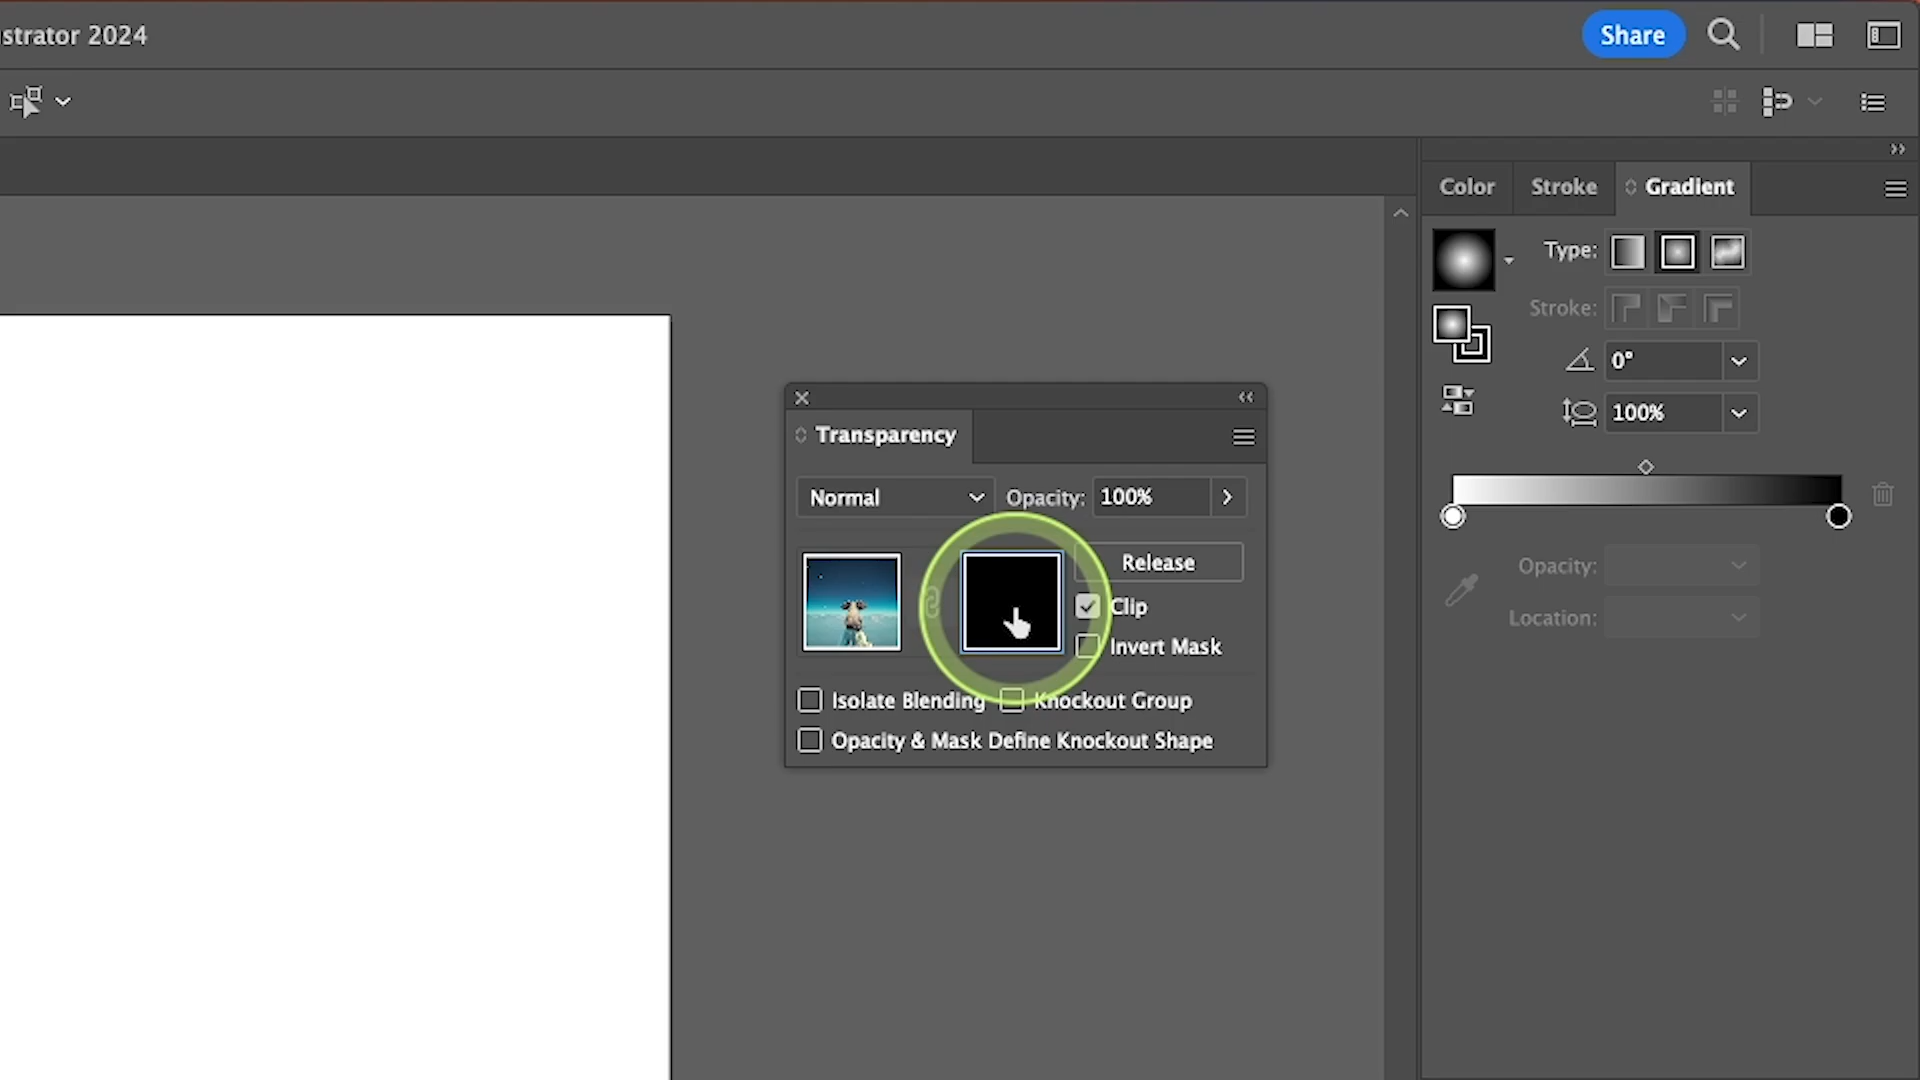 strator 2024
Share
Color Stroke Gradient
Type:
Stroke:
0°
100%
Opacity:
Location:
Transparency
Normal Opacity: 100%
Release
Clip
Invert Mask
Isolate Blending Knockout Group
Opacity & Mask Define Knockout Shape